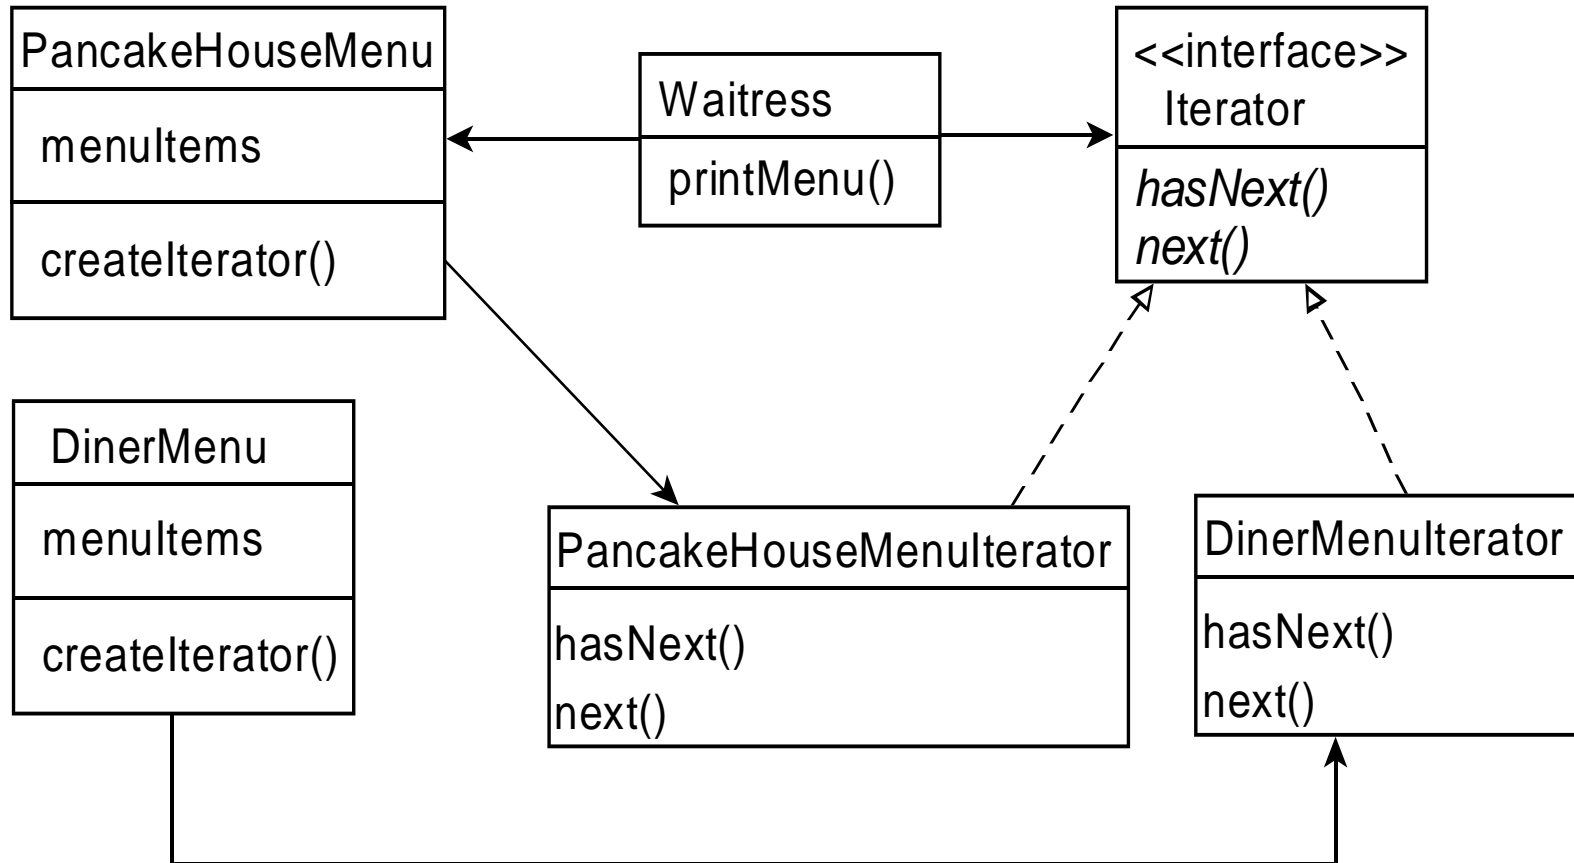 PancakeHouseMenu
menuItems
createIterator()
Waitress
printMenu()
<<interface>>
Iterator
hasNext()
next()
DinerMenu
menuItems
createIterator()
PancakeHouseMenuIterator
hasNext()
next()
DinerMenuIterator
hasNext()
next()